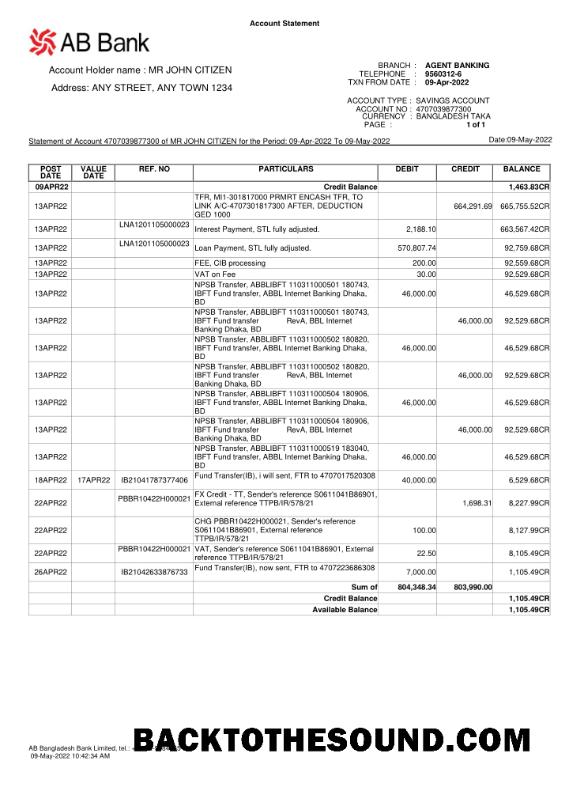 Account Statement
AB Bank
Account Holder name : MR JOHN CITIZEN
Address: ANY STREET, ANY TOWN 1234
BRANCH : AGENT BANKING
TELEPHONE : 9560312-6
TXN FROM DATE : 09-Apr-2022
ACCOUNT TYPE : SAVINGS ACCOUNT
ACCOUNT NO : 4707039877300
CURRENCY : BANGLADESH TAKA
PAGE : 1 of 1
Statement of Account 4707039877300 of MR JOHN CITIZEN for the Period: 09-Apr-2022 To 09-May-2022 Date:09-May-2022
POST DATE VALUE DATE REF. NO PARTICULARS DEBIT CREDIT BALANCE
09APR22 Credit Balance 1,463.83CR
TFR, MI1-301817000 PRMRT ENCASH TFR, TO
13APR22 LINK A/C-4707301817300 AFTER, DEDUCTION 664,291.69 665,755.52CR
GED 1000
13APR22 LNA1201105000023 Interest Payment, STL fully adjusted. 2,188.10 663,567.42CR
13APR22 LNA1201105000023 Loan Payment, STL fully adjusted. 570,807.74 92,759.68CR
13APR22 FEE, CIB processing 200.00 92,559.68CR
13APR22 VAT on Fee 30.00 92,529.68CR
NPSB Transfer, ABBLIBFT 110311000501 180743,
13APR22 IBFT Fund transfer, ABBL Internet Banking Dhaka, 46,000.00 46,529.68CR
BD
NPSB Transfer, ABBLIBFT 110311000501 180743,
13APR22 IBFT Fund transfer RevA, BBL Internet 46,000.00 92,529.68CR
Banking Dhaka, BD
NPSB Transfer, ABBLIBFT 110311000502 180820,
13APR22 IBFT Fund transfer, ABBL Internet Banking Dhaka, 46,000.00 46,529.68CR
BD
NPSB Transfer, ABBLIBFT 110311000502 180820,
13APR22 IBFT Fund transfer RevA, BBL Internet 46,000.00 92,529.68CR
Banking Dhaka, BD
NPSB Transfer, ABBLIBFT 110311000504 180906,
13APR22 IBFT Fund transfer, ABBL Internet Banking Dhaka, 46,000.00 46,529.68CR
BD
NPSB Transfer, ABBLIBFT 110311000504 180906,
13APR22 IBFT Fund transfer RevA, BBL Internet 46,000.00 92,529.68CR
Banking Dhaka, BD
NPSB Transfer, ABBLIBFT 110311000519 183040,
13APR22 IBFT Fund transfer, ABBL Internet Banking Dhaka, 46,000.00 46,529.68CR
BD
18APR22 17APR22 IB21041787377406 Fund Transfer(IB), i will sent, FTR to 4707017520308 40,000.00 6,529.68CR
22APR22 PBBR10422H000021 FX Credit - TT, Sender's reference S0611041B86901, 1,698.31 8,227.99CR
External reference TTPB/IR/578/21
CHG PBBR10422H000021, Sender's reference
22APR22 S0611041B86901, External reference 100.00 8,127.99CR
TTPB/IR/578/21
22APR22 PBBR10422H000021 VAT, Sender's reference S0611041B86901, External 22.50 8,105.49CR
reference TTPB/IR/578/21
26APR22 IB21042633876733 Fund Transfer(IB), now sent, FTR to 4707223686308 7,000.00 1,105.49CR
Sum of 804,348.34 803,990.00
Credit Balance 1,105.49CR
Available Balance 1,105.49CR
AB Bangladesh Bank Limited, tel.:
BACKTOTHESOUND.COM
09-May-2022 10:42:34 AM